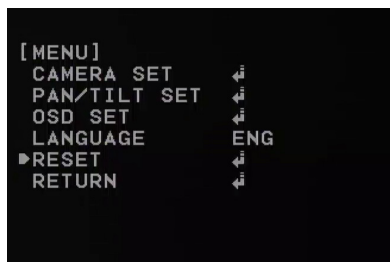 [MENU]
CAMERA SET ↲
PAN/TILT SET ↲
OSD SET ↲
LANGUAGE ENG
▶RESET ↲
RETURN ↲